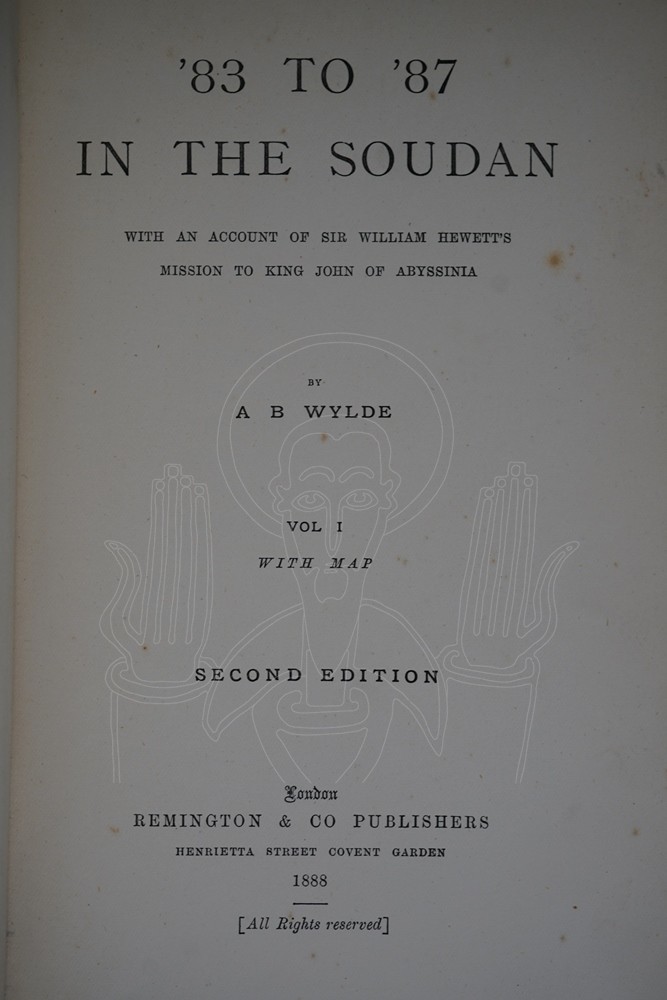 ’83 TO ’87
IN THE SOUDAN
WITH AN ACCOUNT OF SIR WILLIAM HEWETT’S
MISSION TO KING JOHN OF ABYSSINIA
BY
A B WYLDE
VOL I
WITH MAP
SECOND EDITION
London
REMINGTON & CO PUBLISHERS
HENRIETTA STREET COVENT GARDEN
1888
[All Rights reserved]